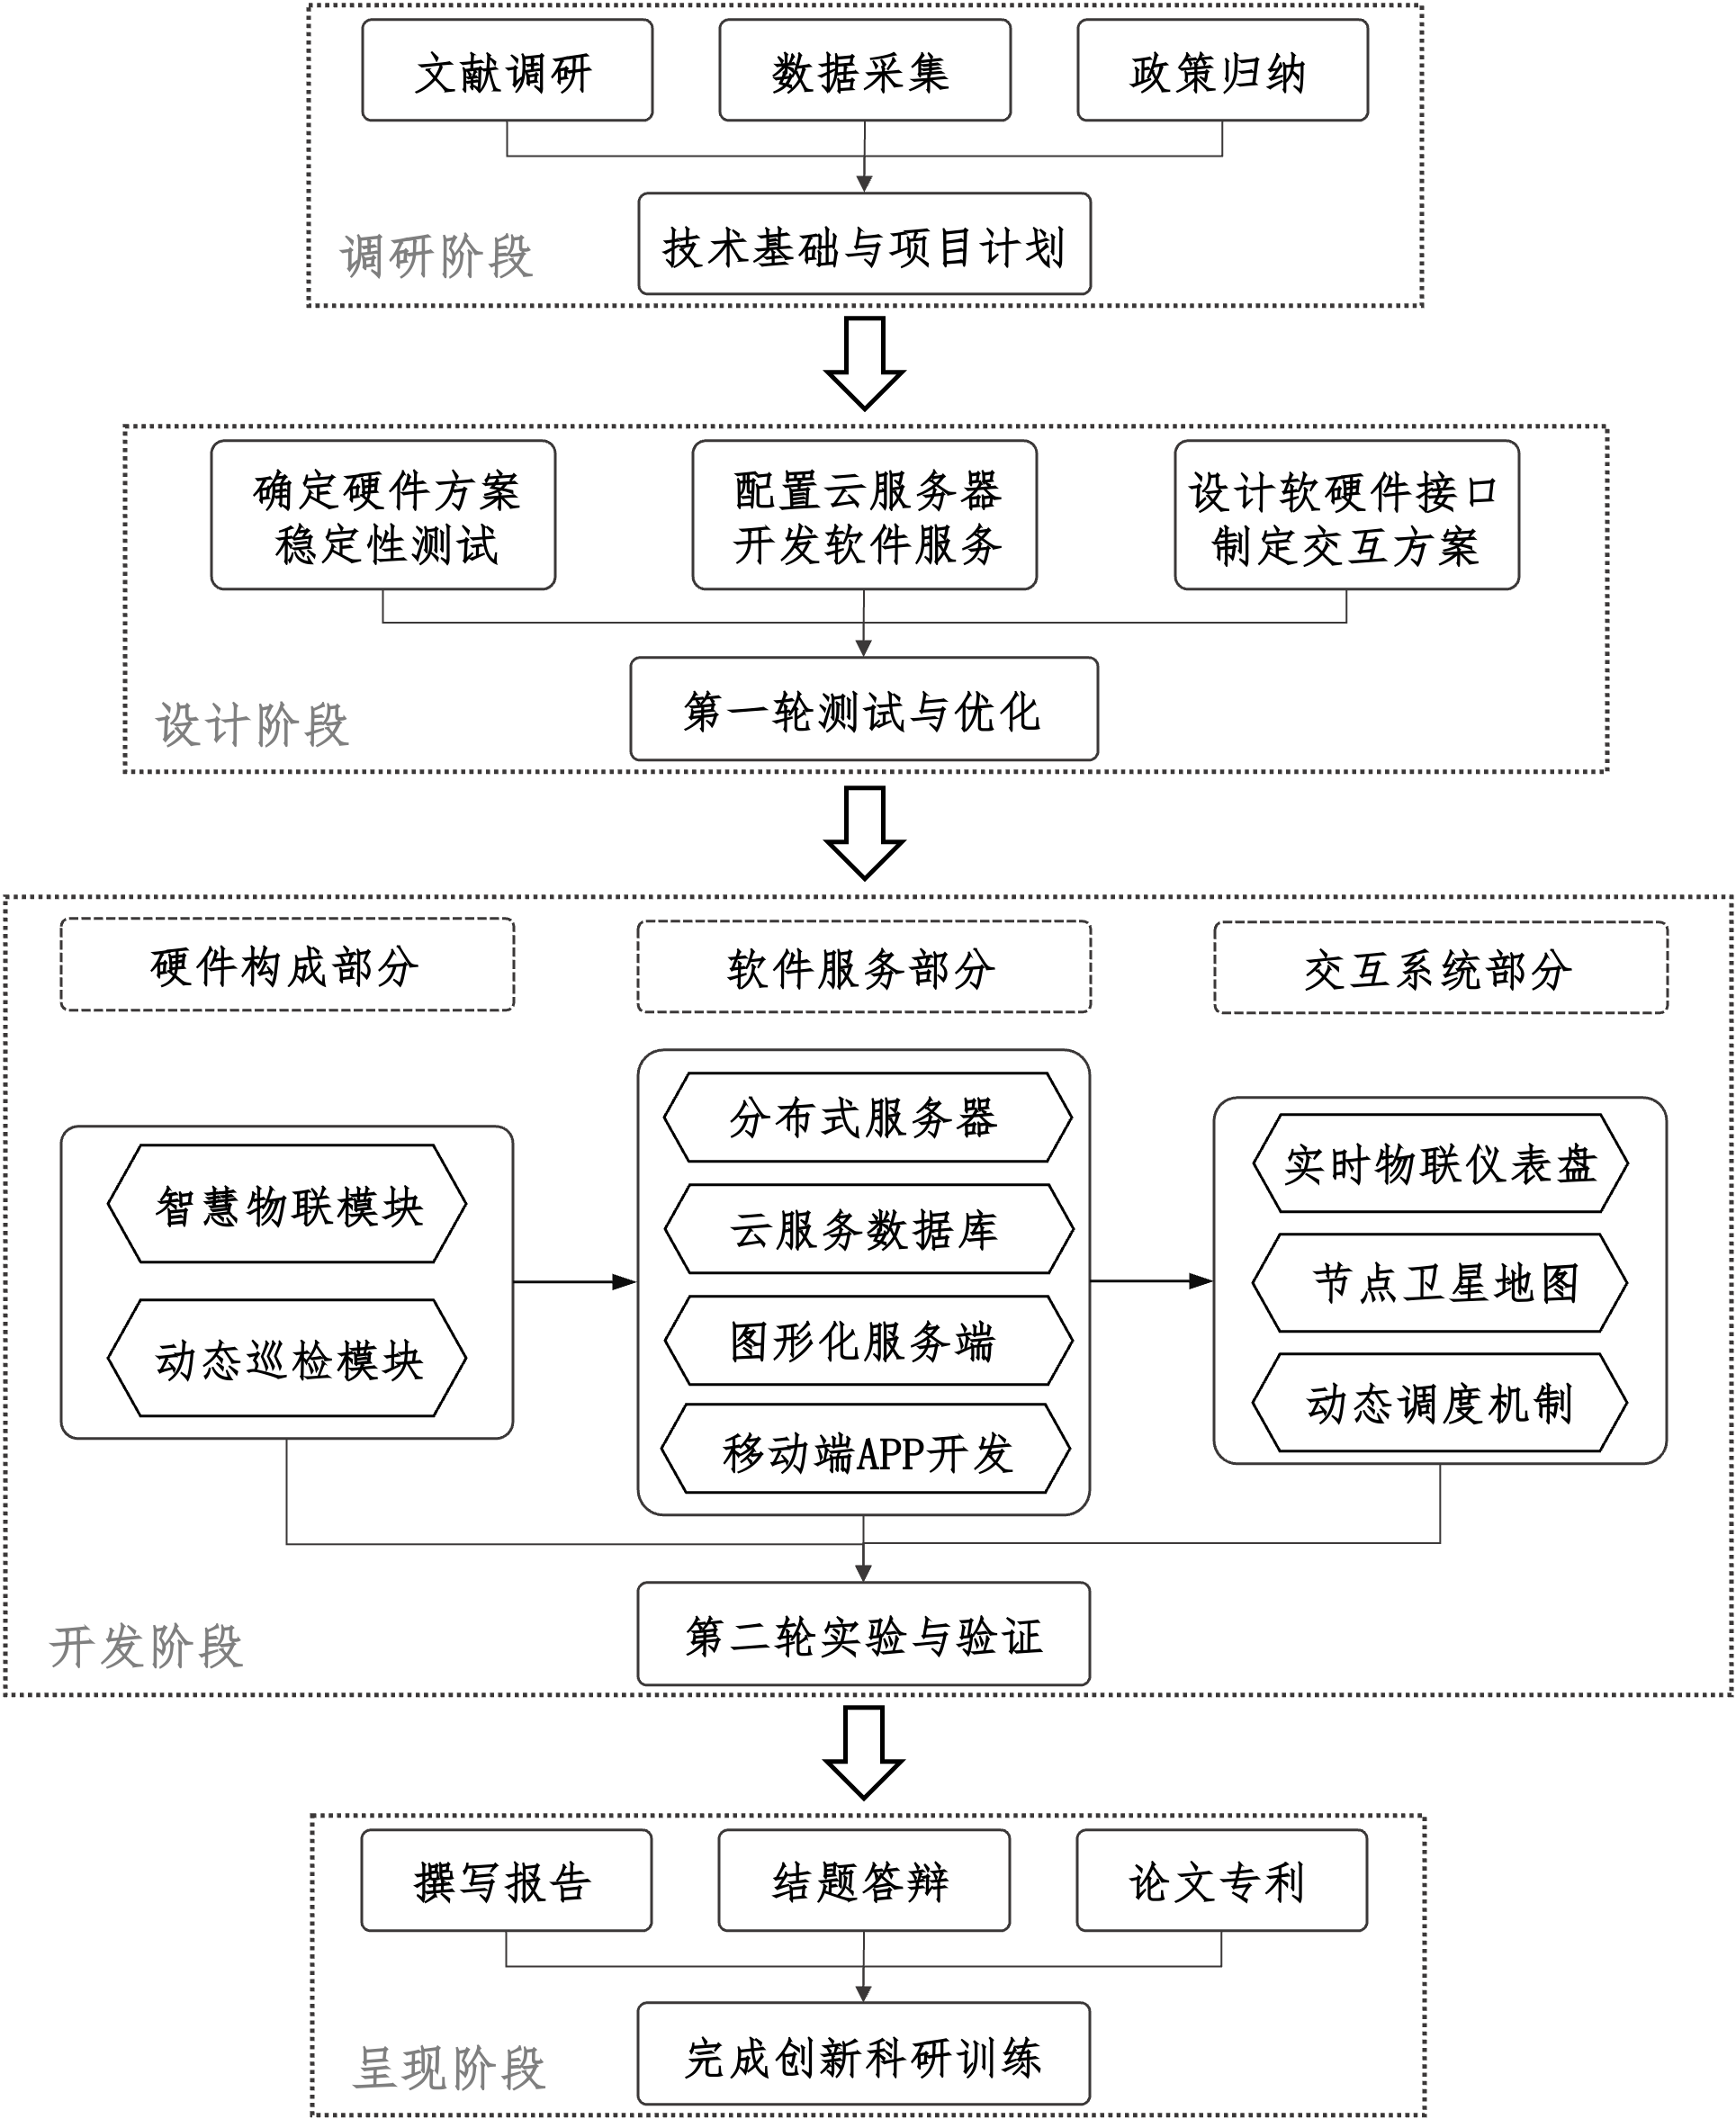 文献调研
数据采集
政策归纳
技术基础与项目计划
调研阶段
确定硬件方案
稳定性测试
配置云服务器
开发软件服务
设计软硬件接口
制定交互方案
第一轮测试与优化
设计阶段
硬件构成部分
软件服务部分
交互系统部分
智慧物联模块
动态巡检模块
分布式服务器
云服务数据库
图形化服务端
移动端APP开发
实时物联仪表盘
节点卫星地图
动态调度机制
第二轮实验与验证
开发阶段
撰写报告
结题答辩
论文专利
完成创新科研训练
呈现阶段